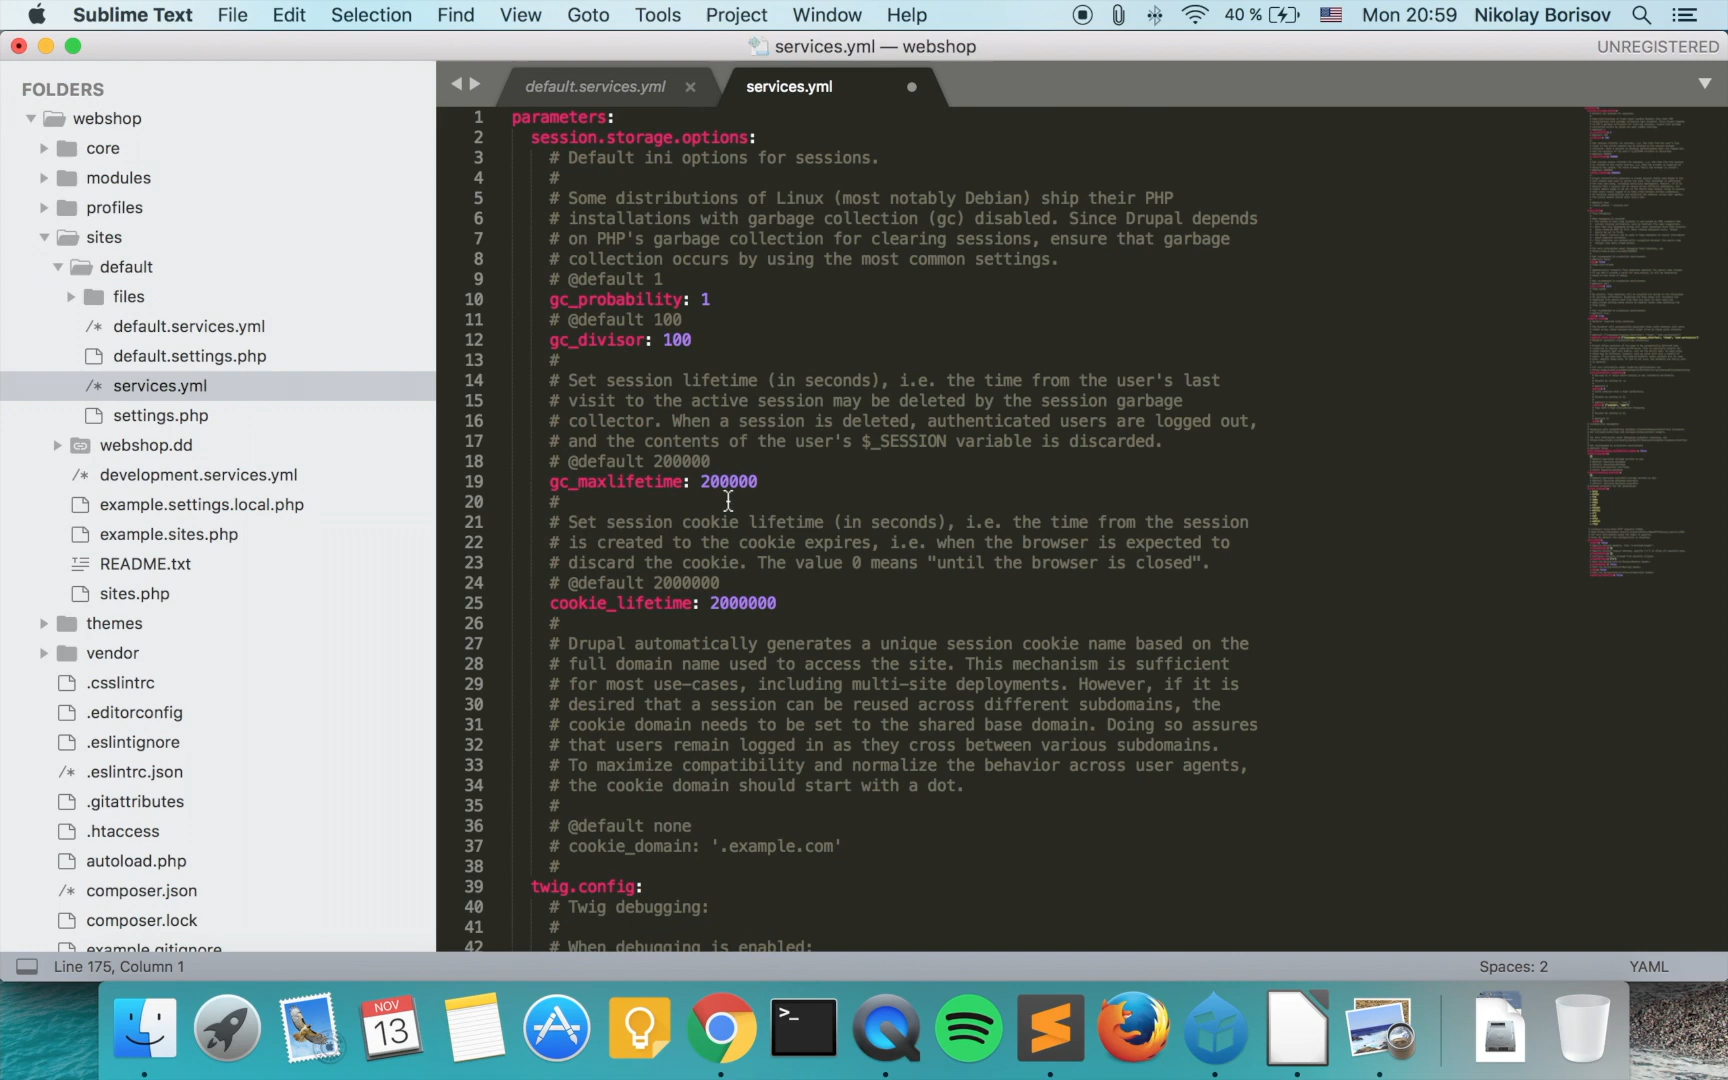 Sublime Text File Edit Selection Find View Goto Tools Project Window Help 40 % Mon 20:59 Nikolay Borisov
services.yml — webshop UNREGISTERED
FOLDERS
webshop
core
modules
profiles
sites
default
files
/* default.services.yml
default.settings.php
/* services.yml
settings.php
webshop.dd
/* development.services.yml
example.settings.local.php
example.sites.php
README.txt
sites.php
themes
vendor
.csslintrc
.editorconfig
.eslintignore
/* .eslintrc.json
.gitattributes
.htaccess
autoload.php
/* composer.json
composer.lock
example.gitignore
default.services.yml × services.yml
1 parameters:
2 session.storage.options:
3 # Default ini options for sessions.
4 #
5 # Some distributions of Linux (most notably Debian) ship their PHP
6 # installations with garbage collection (gc) disabled. Since Drupal depends
7 # on PHP's garbage collection for clearing sessions, ensure that garbage
8 # collection occurs by using the most common settings.
9 # @default 1
10 gc_probability: 1
11 # @default 100
12 gc_divisor: 100
13 #
14 # Set session lifetime (in seconds), i.e. the time from the user's last
15 # visit to the active session may be deleted by the session garbage
16 # collector. When a session is deleted, authenticated users are logged out,
17 # and the contents of the user's $_SESSION variable is discarded.
18 # @default 200000
19 gc_maxlifetime: 200000
20 #
21 # Set session cookie lifetime (in seconds), i.e. the time from the session
22 # is created to the cookie expires, i.e. when the browser is expected to
23 # discard the cookie. The value 0 means "until the browser is closed".
24 # @default 2000000
25 cookie_lifetime: 2000000
26 #
27 # Drupal automatically generates a unique session cookie name based on the
28 # full domain name used to access the site. This mechanism is sufficient
29 # for most use-cases, including multi-site deployments. However, if it is
30 # desired that a session can be reused across different subdomains, the
31 # cookie domain needs to be set to the shared base domain. Doing so assures
32 # that users remain logged in as they cross between various subdomains.
33 # To maximize compatibility and normalize the behavior across user agents,
34 # the cookie domain should start with a dot.
35 #
36 # @default none
37 # cookie_domain: '.example.com'
38 #
39 twig.config:
40 # Twig debugging:
41 #
42 # When debugging is enabled:
Line 175, Column 1 Spaces: 2 YAML
NOV
13
>_